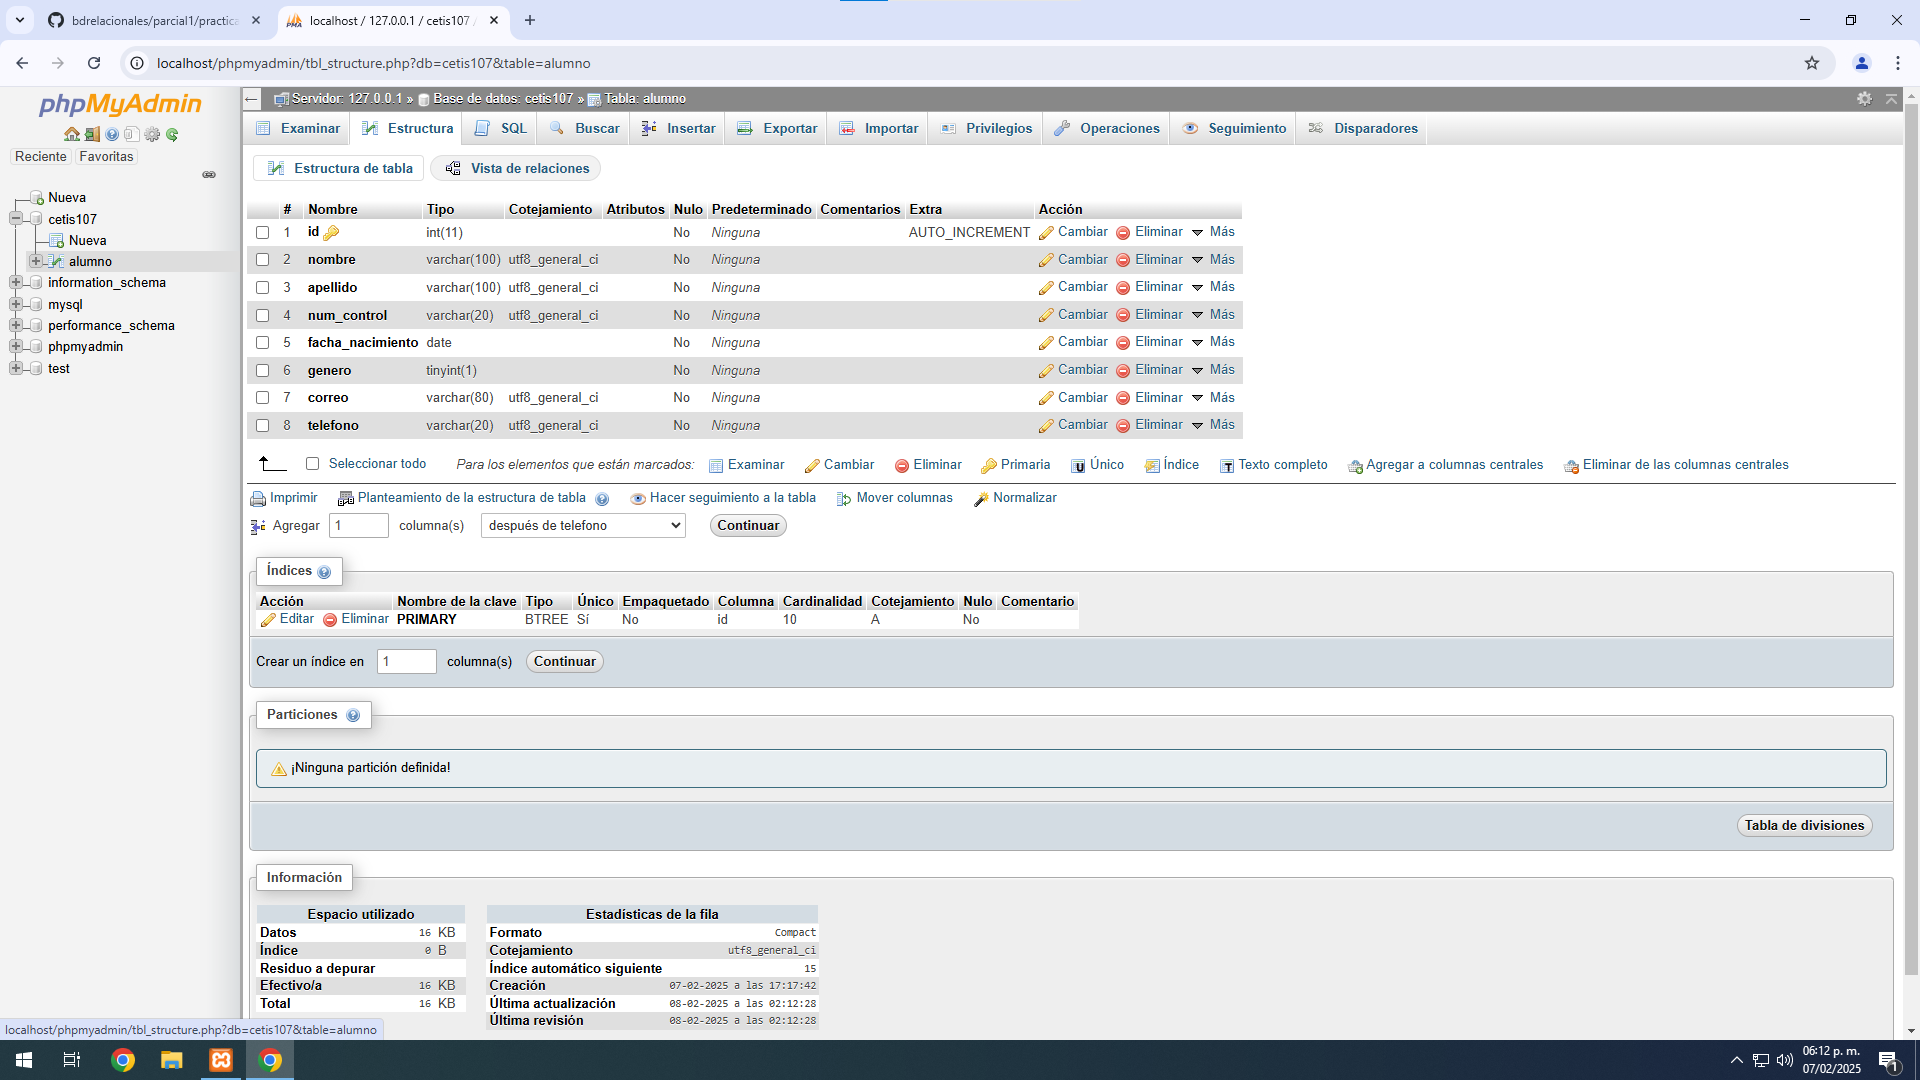 bdrelacionales/parcial1/practica
localhost / 127.0.0.1 / cetis107
localhost/phpmyadmin/tbl_structure.php?db=cetis107&table=alumno
phpMyAdmin
Reciente Favoritas
Nueva
cetis107
Nueva
alumno
information_schema
mysql
performance_schema
phpmyadmin
test
Servidor: 127.0.0.1 » Base de datos: cetis107 » Tabla: alumno
Examinar Estructura SQL Buscar Insertar Exportar Importar Privilegios Operaciones Seguimiento Disparadores
Estructura de tabla Vista de relaciones
# Nombre Tipo Cotejamiento Atributos Nulo Predeterminado Comentarios Extra Acción
1 id int(11) No Ninguna AUTO_INCREMENT Cambiar Eliminar Más
2 nombre varchar(100) utf8_general_ci No Ninguna Cambiar Eliminar Más
3 apellido varchar(100) utf8_general_ci No Ninguna Cambiar Eliminar Más
4 num_control varchar(20) utf8_general_ci No Ninguna Cambiar Eliminar Más
5 facha_nacimiento date No Ninguna Cambiar Eliminar Más
6 genero tinyint(1) No Ninguna Cambiar Eliminar Más
7 correo varchar(80) utf8_general_ci No Ninguna Cambiar Eliminar Más
8 telefono varchar(20) utf8_general_ci No Ninguna Cambiar Eliminar Más
Seleccionar todo Para los elementos que están marcados: Examinar Cambiar Eliminar Primaria Único Índice Texto completo Agregar a columnas centrales Eliminar de las columnas centrales
Imprimir Planteamiento de la estructura de tabla Hacer seguimiento a la tabla Mover columnas Normalizar
Agregar 1 columna(s) después de telefono Continuar
Índices
Acción Nombre de la clave Tipo Único Empaquetado Columna Cardinalidad Cotejamiento Nulo Comentario
Editar Eliminar PRIMARY BTREE Sí No id 10 A No
Crear un índice en 1 columna(s) Continuar
Particiones
¡Ninguna partición definida!
Tabla de divisiones
Información
Espacio utilizado
Datos 16 KB
Índice 0 B
Residuo a depurar
Efectivo/a 16 KB
Total 16 KB
Estadísticas de la fila
Formato Compact
Cotejamiento utf8_general_ci
Índice automático siguiente 15
Creación 07-02-2025 a las 17:17:42
Última actualización 08-02-2025 a las 02:12:28
Última revisión 08-02-2025 a las 02:12:28
localhost/phpmyadmin/tbl_structure.php?db=cetis107&table=alumno
06:12 p. m.
07/02/2025
1